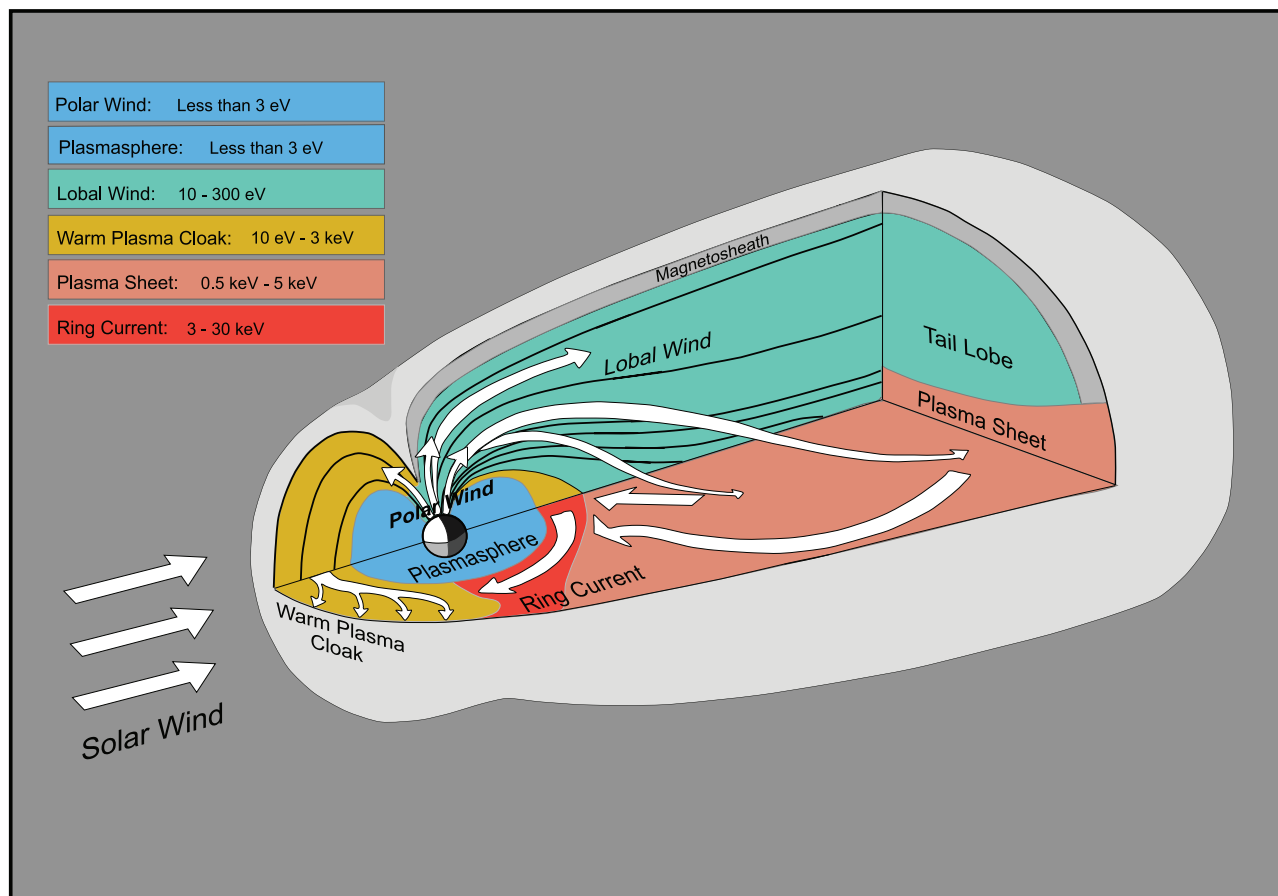 Polar Wind: Less than 3 eV
Plasmasphere: Less than 3 eV
Lobal Wind: 10 - 300 eV
Warm Plasma Cloak: 10 eV - 3 keV
Plasma Sheet: 0.5 keV - 5 keV
Ring Current: 3 - 30 keV
Magnetosheath
Lobal Wind
Tail Lobe
Plasma Sheet
Polar Wind
Plasmasphere
Ring Current
Warm Plasma
Cloak
Solar Wind